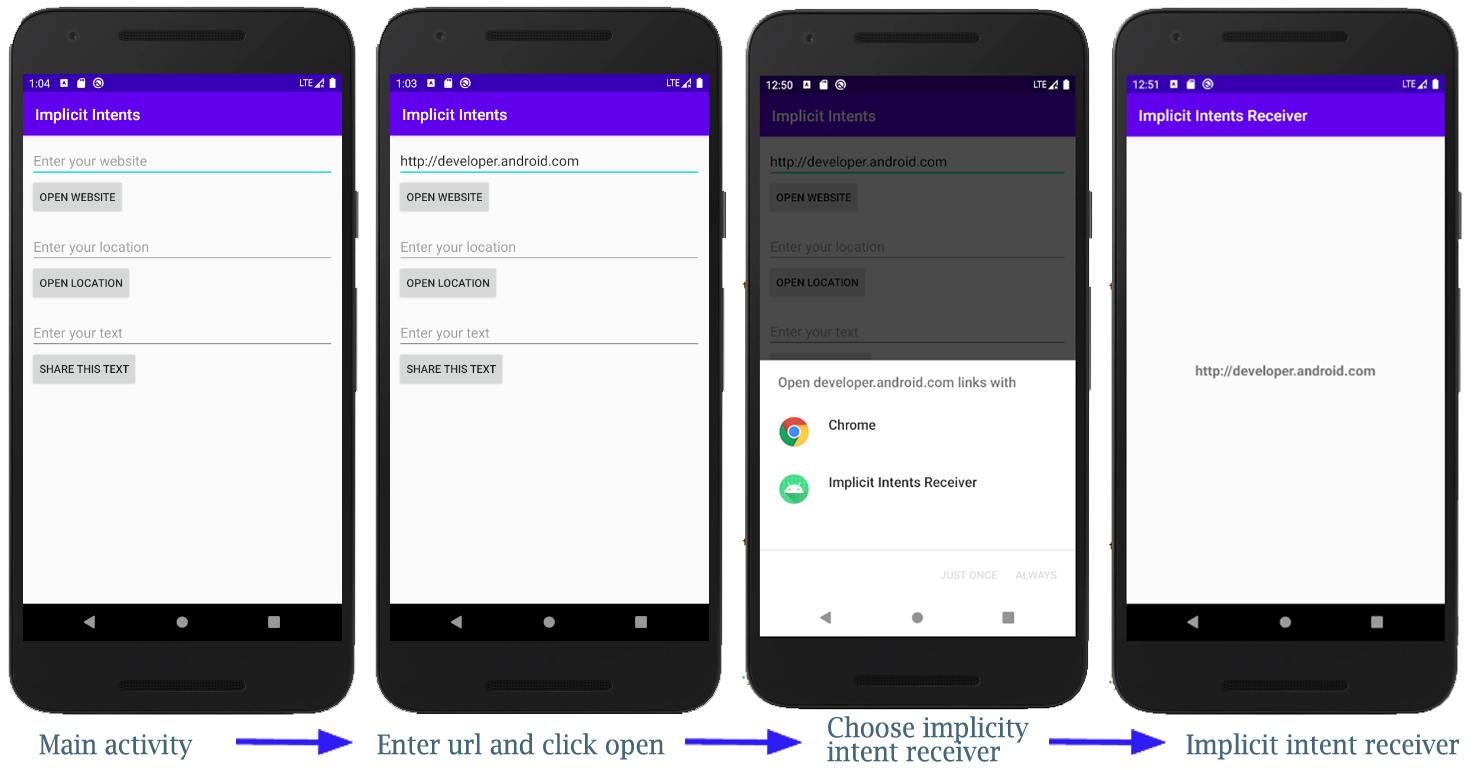 1:04
LTE
Implicit Intents
Enter your website
OPEN WEBSITE
Enter your location
OPEN LOCATION
Enter your text
SHARE THIS TEXT
Main activity
1:03
LTE
Implicit Intents
http://developer.android.com
OPEN WEBSITE
Enter your location
OPEN LOCATION
Enter your text
SHARE THIS TEXT
Enter url and click open
12:50
LTE
Implicit Intents
http://developer.android.com
OPEN WEBSITE
Enter your location
OPEN LOCATION
Enter your text
Open developer.android.com links with
Chrome
Implicit Intents Receiver
JUST ONCE ALWAYS
Choose implicity
intent receiver
12:51
LTE
Implicit Intents Receiver
http://developer.android.com
Implicit intent receiver